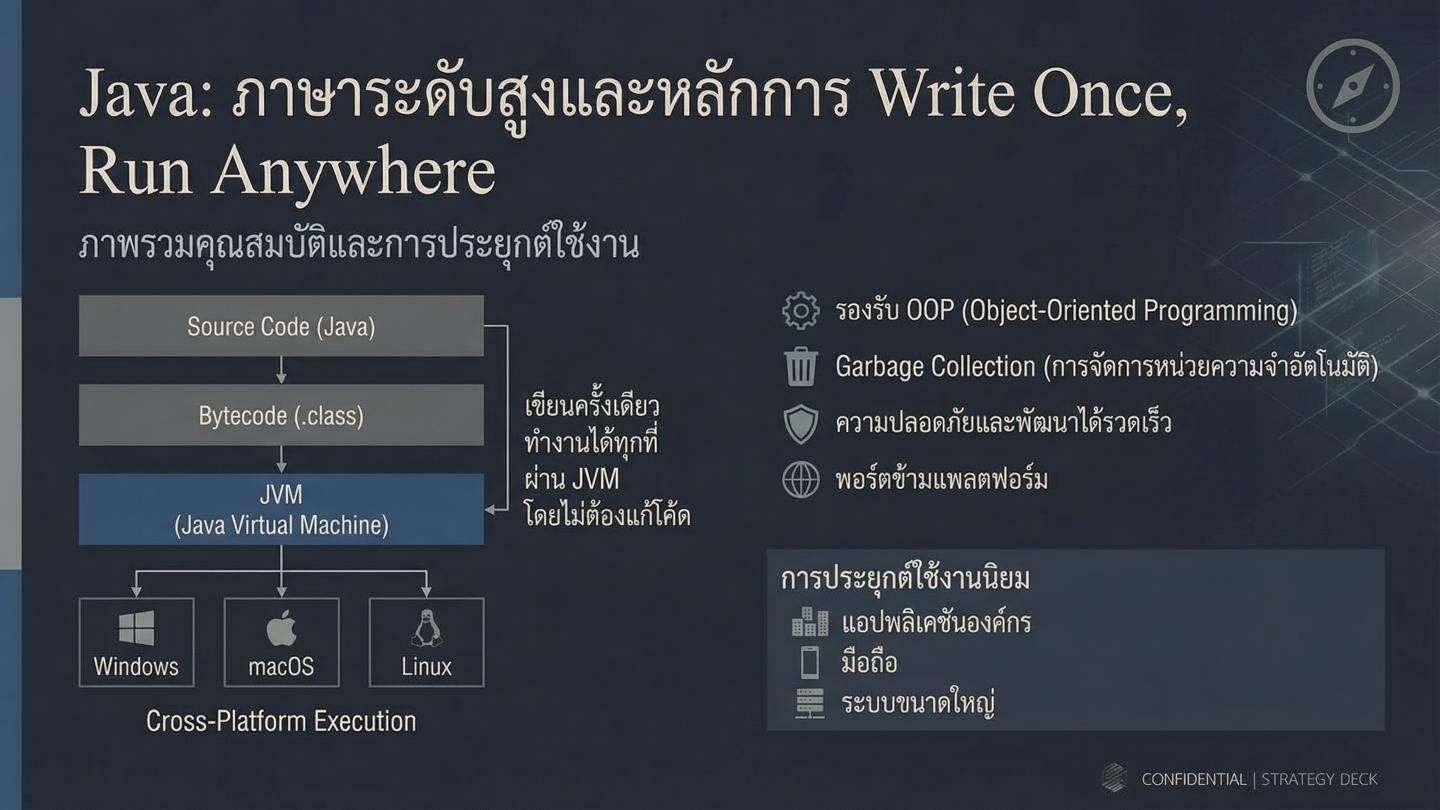 Java: ภาษาระดับสูงและหลักการ Write Once,
Run Anywhere
ภาพรวมคุณสมบัติและการประยุกต์ใช้งาน
Source Code (Java)
Bytecode (.class)
JVM
(Java Virtual Machine)
เขียนครั้งเดียว
ทำงานได้ทุกที่
ผ่าน JVM
โดยไม่ต้องแก้โค้ด
Windows
macOS
Linux
Cross-Platform Execution
รองรับ OOP (Object-Oriented Programming)
Garbage Collection (การจัดการหน่วยความจำอัตโนมัติ)
ความปลอดภัยและพัฒนาได้รวดเร็ว
พอร์ตข้ามแพลตฟอร์ม
การประยุกต์ใช้งานนิยม
แอปพลิเคชันองค์กร
มือถือ
ระบบขนาดใหญ่
CONFIDENTIAL | STRATEGY DECK